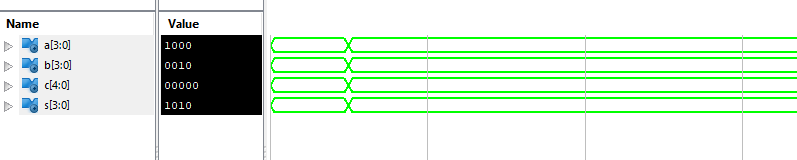 Name Value
a[3:0] 1000
b[3:0] 0010
c[4:0] 00000
s[3:0] 1010